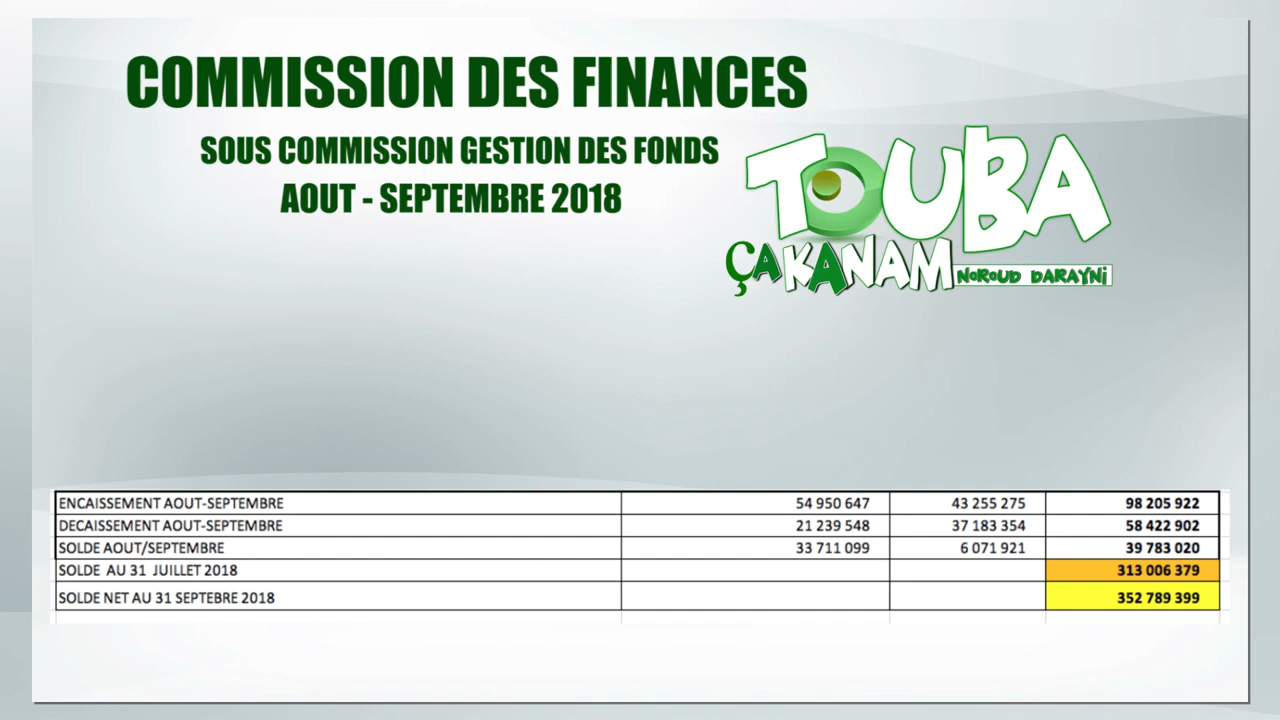 COMMISSION DES FINANCES
SOUS COMMISSION GESTION DES FONDS
AOUT - SEPTEMBRE 2018
TOUBA
ÇA KANAM
NOROUD DARAYNI
ENCAISSEMENT AOUT-SEPTEMBRE 54 950 647 43 255 275 98 205 922
DECAISSEMENT AOUT-SEPTEMBRE 21 239 548 37 183 354 58 422 902
SOLDE AOUT/SEPTEMBRE 33 711 099 6 071 921 39 783 020
SOLDE AU 31 JUILLET 2018 313 006 379
SOLDE NET AU 31 SEPTEBRE 2018 352 789 399